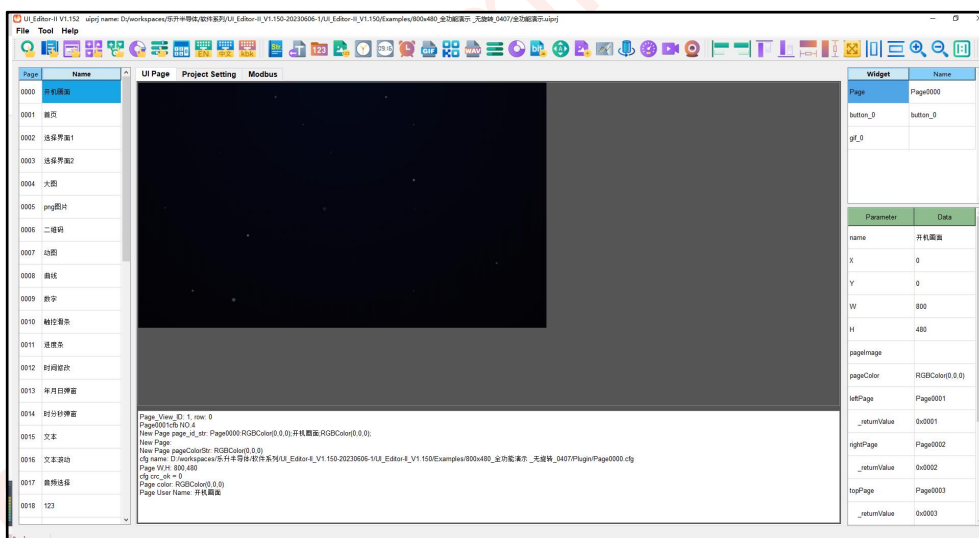 UI_Editor-II V1.152 uiprj name: D:/workspaces/乐升半导体/软件系列/UI_Editor-II_V1.150-20230606-1/UI_Editor-II_V1.150/Examples/800x480_全功能演示_无旋转_0407/全功能演示.uiprj
File Tool Help
Page Name
0000 开机画面
0001 首页
0002 选择界面1
0003 选择界面2
0004 大图
0005 png图片
0006 二维码
0007 动图
0008 曲线
0009 数字
0010 触控滑条
0011 进度条
0012 时间修改
0013 年月日弹窗
0014 时分秒弹窗
0015 文本
0016 文本滚动
0017 音频选择
0018 123
UI Page Project Setting Modbus
Page_View_ID: 1, row: 0
Page0001cfb NO.4
New Page page_id_str: Page0000:RGBColor(0,0,0);开机画面;RGBColor(0,0,0);
New Page:
New Page pageColorStr: RGBColor(0,0,0)
cfg name: D:/workspaces/乐升半导体/软件系列/UI_Editor-II_V1.150-20230606-1/UI_Editor-II_V1.150/Examples/800x480_全功能演示 _无旋转_0407/Plugin/Page0000.cfg
Page W,H: 800,480
cfg crc_ok = 0
Page color: RGBColor(0,0,0)
Page User Name: 开机画面
Widget Name
Page Page0000
button_0 button_0
gif_0
Parameter Data
name 开机画面
X 0
Y 0
W 800
H 480
pageImage
pageColor RGBColor(0,0,0)
leftPage Page0001
_returnValue 0x0001
rightPage Page0002
_returnValue 0x0002
topPage Page0003
_returnValue 0x0003